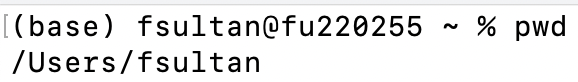 [(base) fsultan@fu220255 ~ % pwd
/Users/fsultan